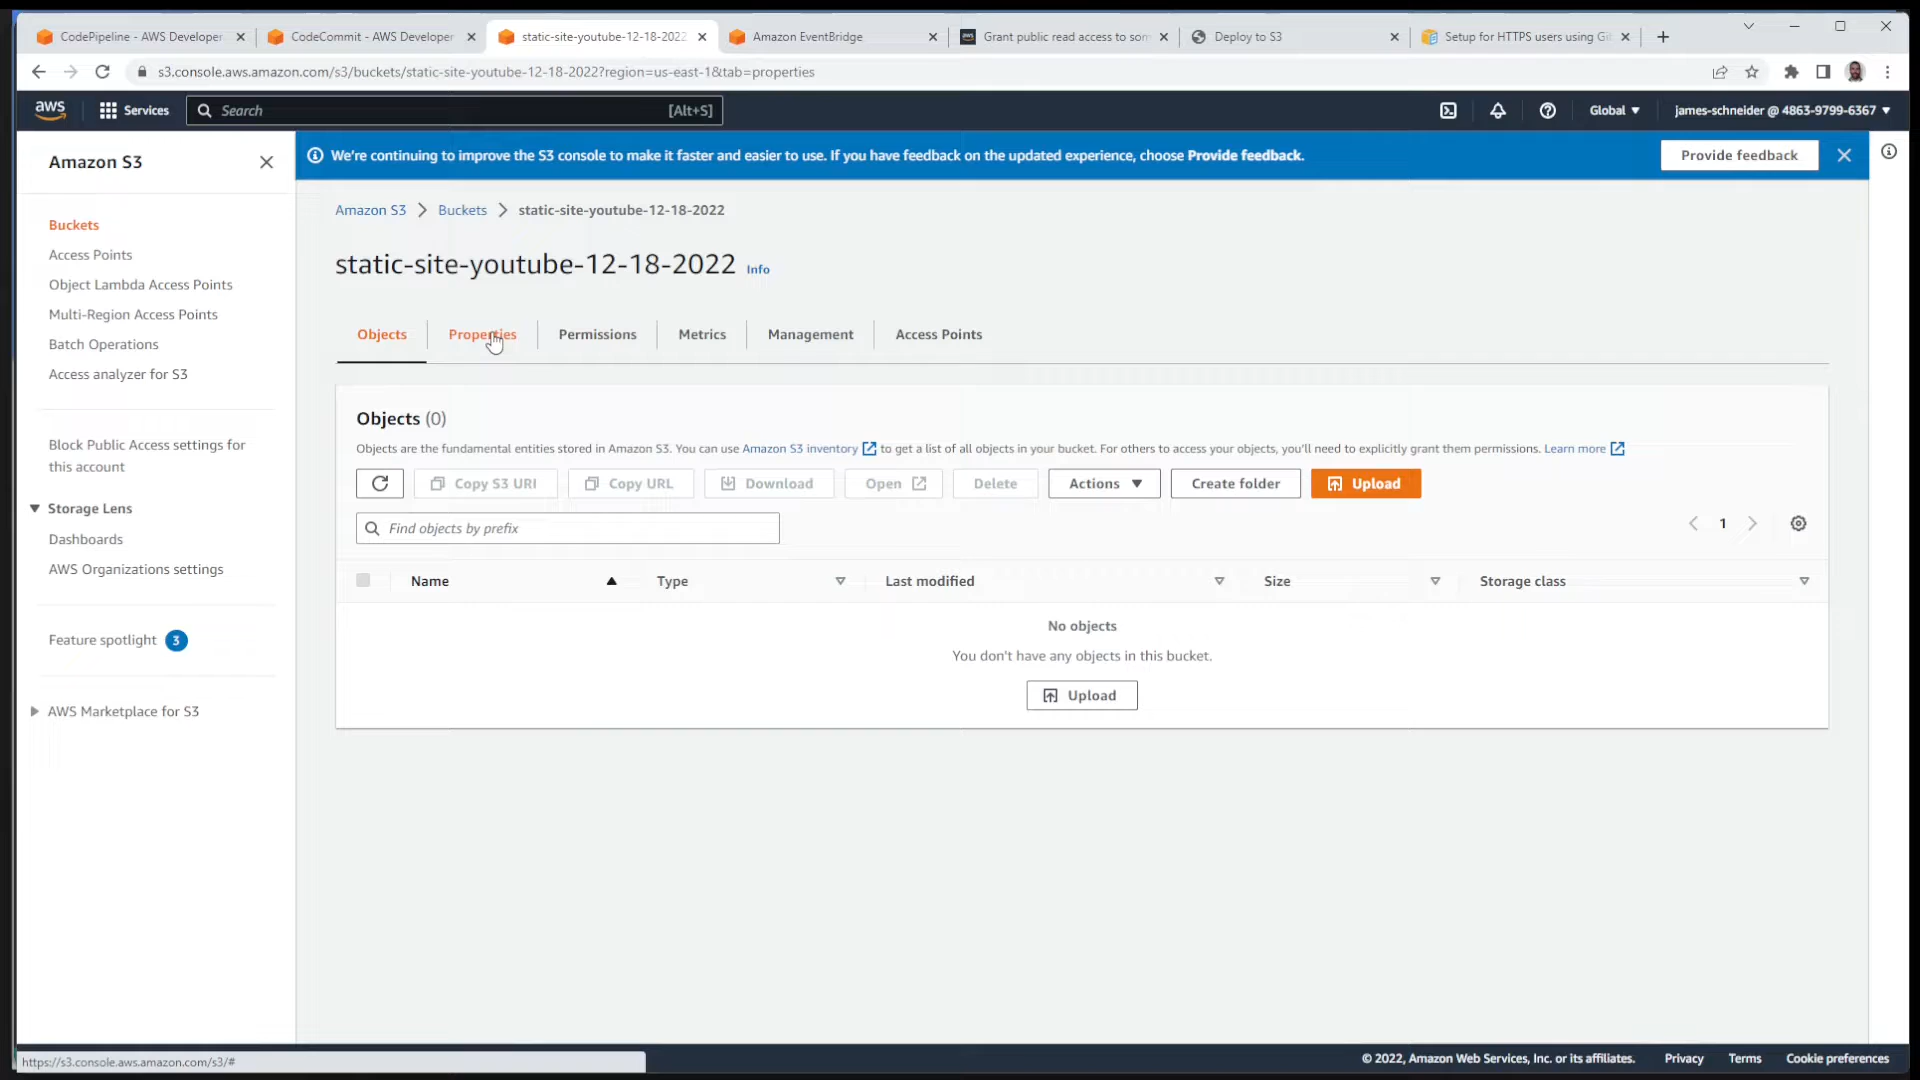 CodePipeline - AWS Developer
CodeCommit - AWS Developer
static-site-youtube-12-18-2022
Amazon EventBridge
Grant public read access to som
Deploy to S3
Setup for HTTPS users using Git
s3.console.aws.amazon.com/s3/buckets/static-site-youtube-12-18-2022?region=us-east-1&tab=properties
aws
Services
Search
[Alt+S]
Global
james-schneider @ 4863-9799-6367
Amazon S3
We're continuing to improve the S3 console to make it faster and easier to use. If you have feedback on the updated experience, choose Provide feedback.
Provide feedback
Buckets
Access Points
Object Lambda Access Points
Multi-Region Access Points
Batch Operations
Access analyzer for S3
Block Public Access settings for
this account
Storage Lens
Dashboards
AWS Organizations settings
Feature spotlight 3
AWS Marketplace for S3
Amazon S3 > Buckets > static-site-youtube-12-18-2022
static-site-youtube-12-18-2022 Info
Objects
Properties
Permissions
Metrics
Management
Access Points
Objects (0)
Objects are the fundamental entities stored in Amazon S3. You can use Amazon S3 inventory to get a list of all objects in your bucket. For others to access your objects, you'll need to explicitly grant them permissions. Learn more
Copy S3 URI
Copy URL
Download
Open
Delete
Actions
Create folder
Upload
Find objects by prefix
1
Name
Type
Last modified
Size
Storage class
No objects
You don't have any objects in this bucket.
Upload
https://s3.console.aws.amazon.com/s3/#
© 2022, Amazon Web Services, Inc. or its affiliates.
Privacy
Terms
Cookie preferences